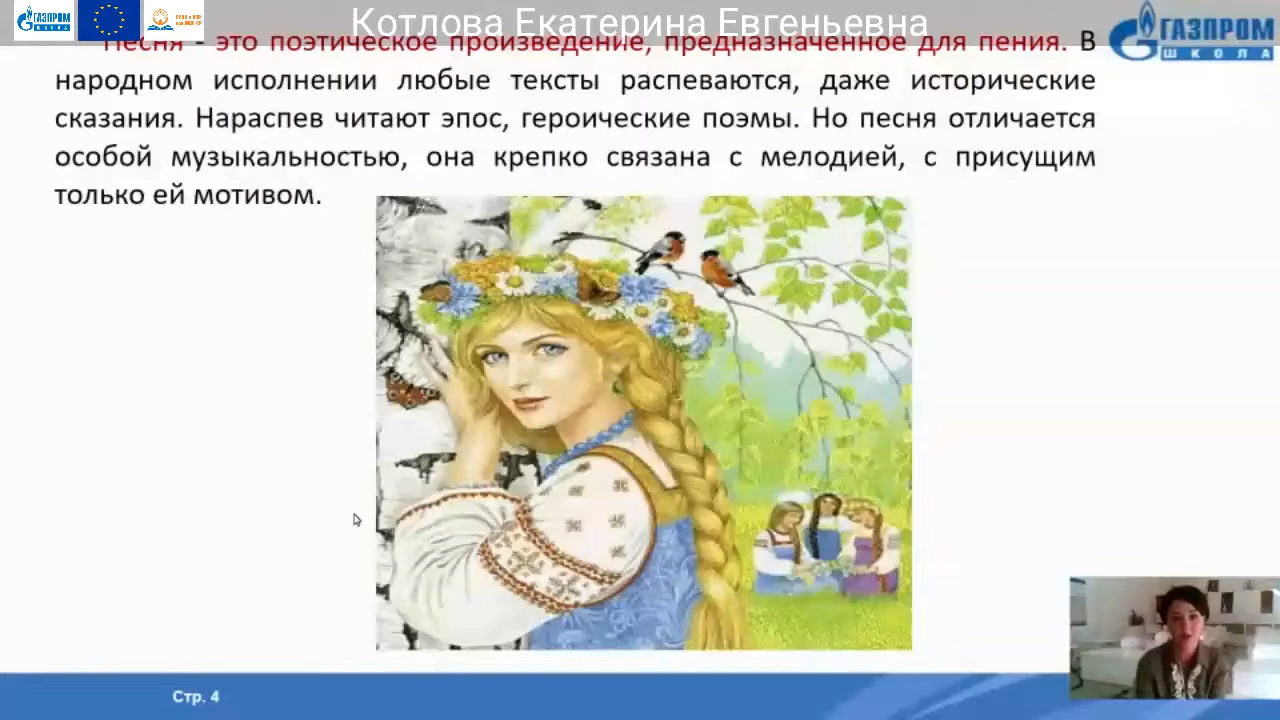 ГАЗПРОМ
ШКОЛА
Котлова Екатерина Евгеньевна
ГАЗПРОМ
ШКОЛА
Песня - это поэтическое произведение, предназначенное для пения. В
народном исполнении любые тексты распеваются, даже исторические
сказания. Нараспев читают эпос, героические поэмы. Но песня отличается
особой музыкальностью, она крепко связана с мелодией, с присущим
только ей мотивом.
Стр. 4